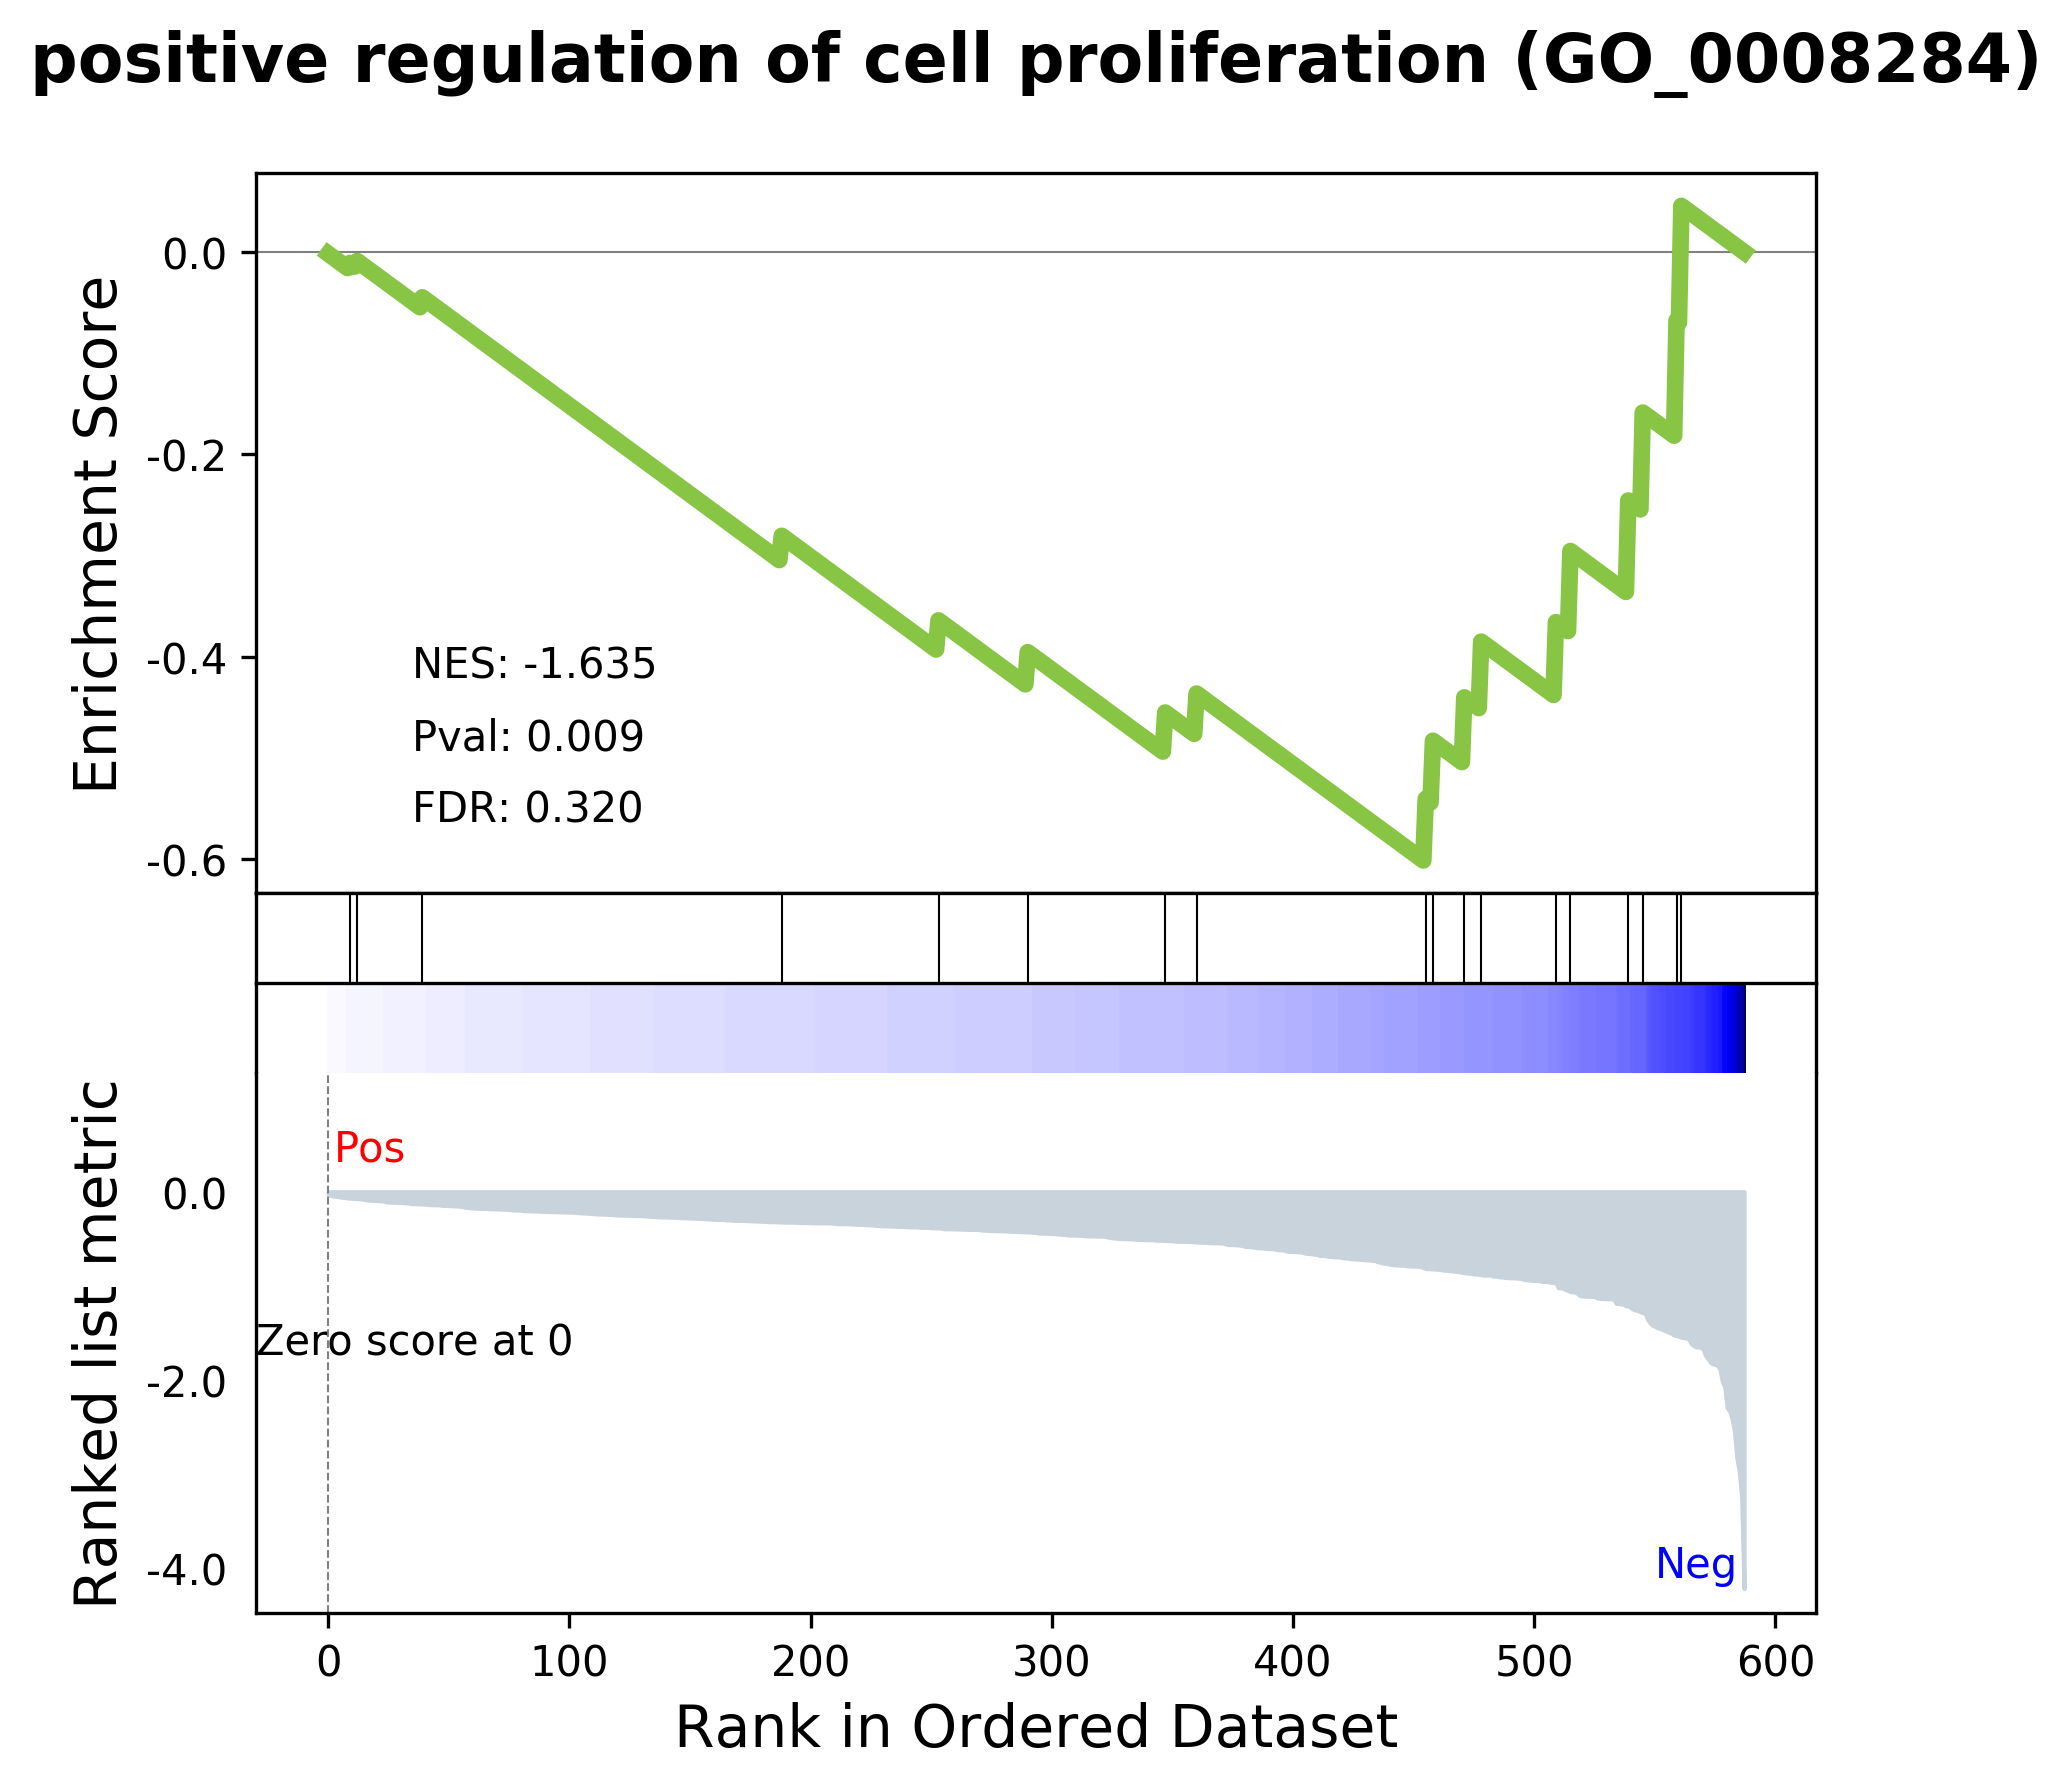 positive regulation of cell proliferation (GO_0008284)
Enrichment Score
0.0
-0.2
-0.4
-0.6
NES: -1.635
Pval: 0.009
FDR: 0.320
Ranked list metric
Pos
0.0
Zero score at 0
-2.0
-4.0
Neg
0 100 200 300 400 500 600
Rank in Ordered Dataset